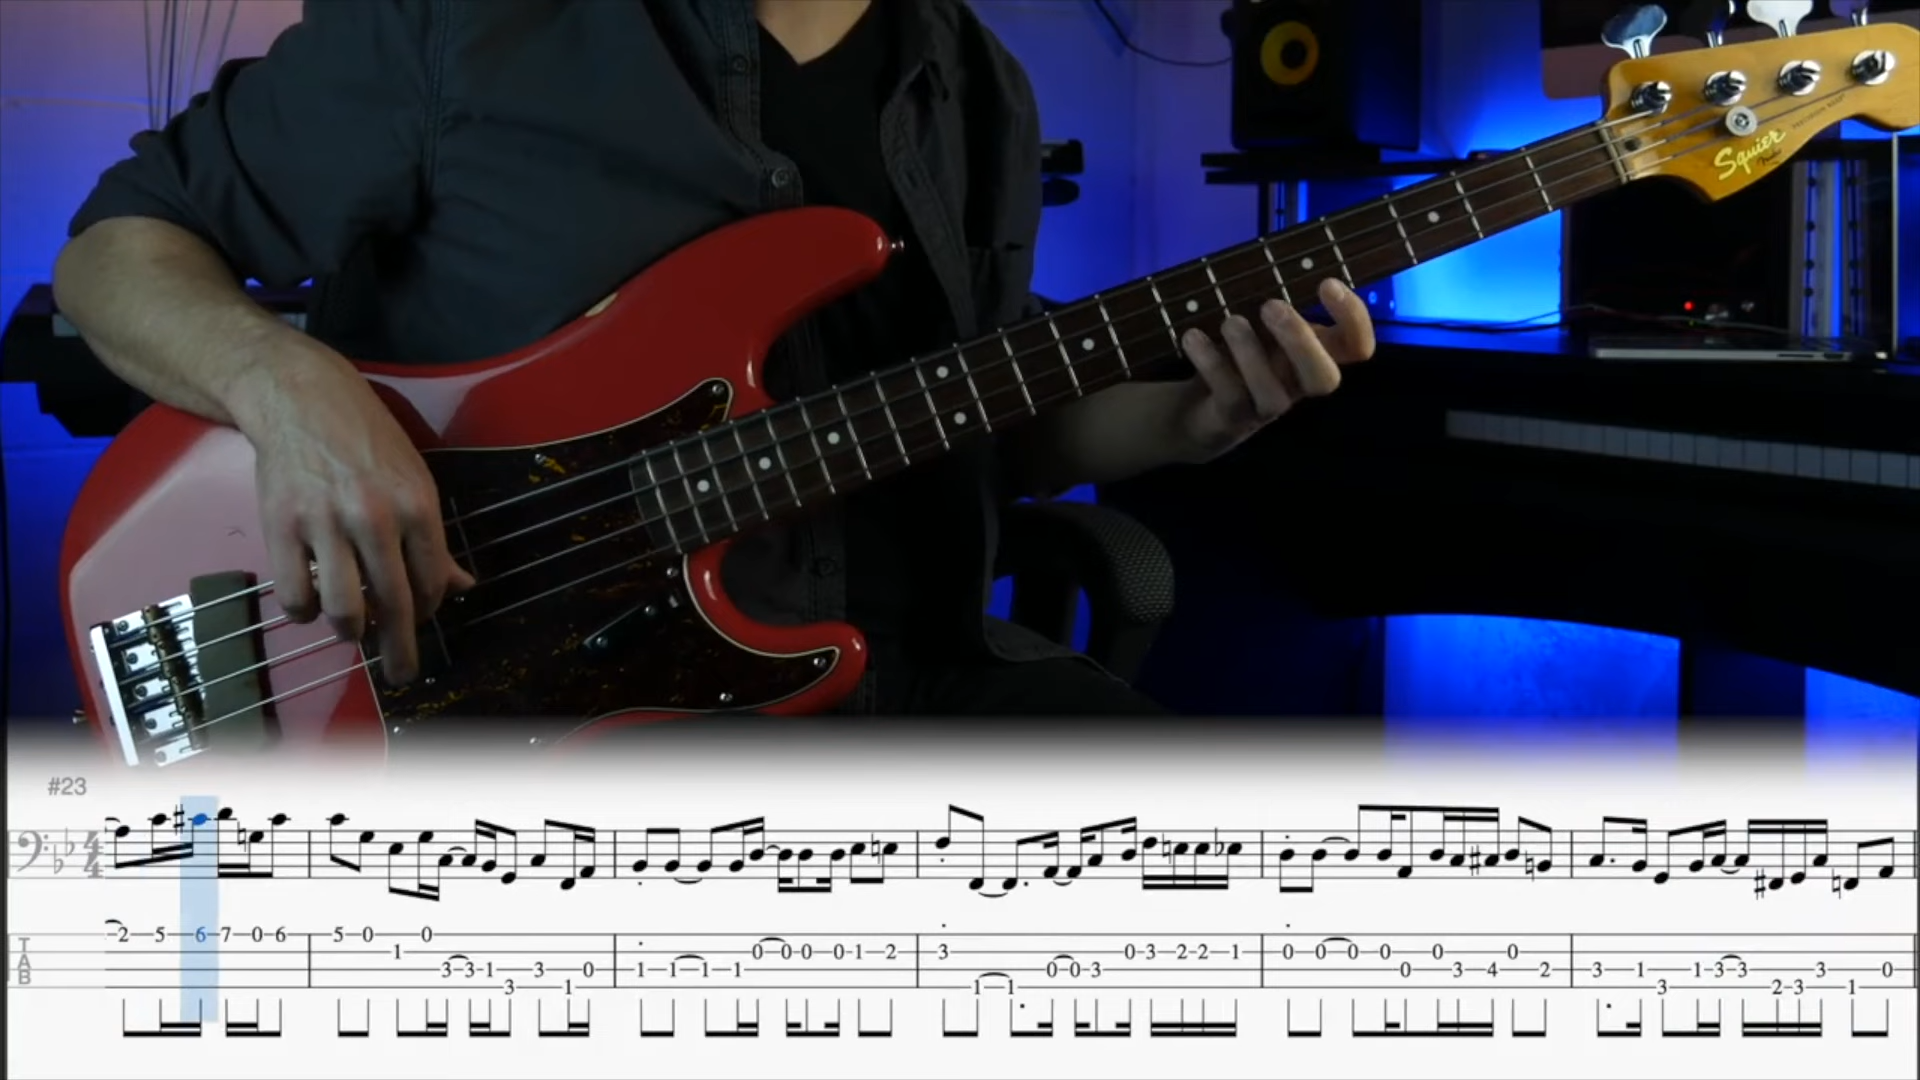 Squier
#23
4
4
2 5 6 7 0 6 5 0 0
1 0 0 0 0 1 2 3 0 3 2 2 1 0 0 0 0 0 0
T
A
B
3 3 1 3 0 1 1 1 1 0 0 3 0 3 4 2 3 1 1 3 3 3 0
3 1 1 1 3 2 3 1